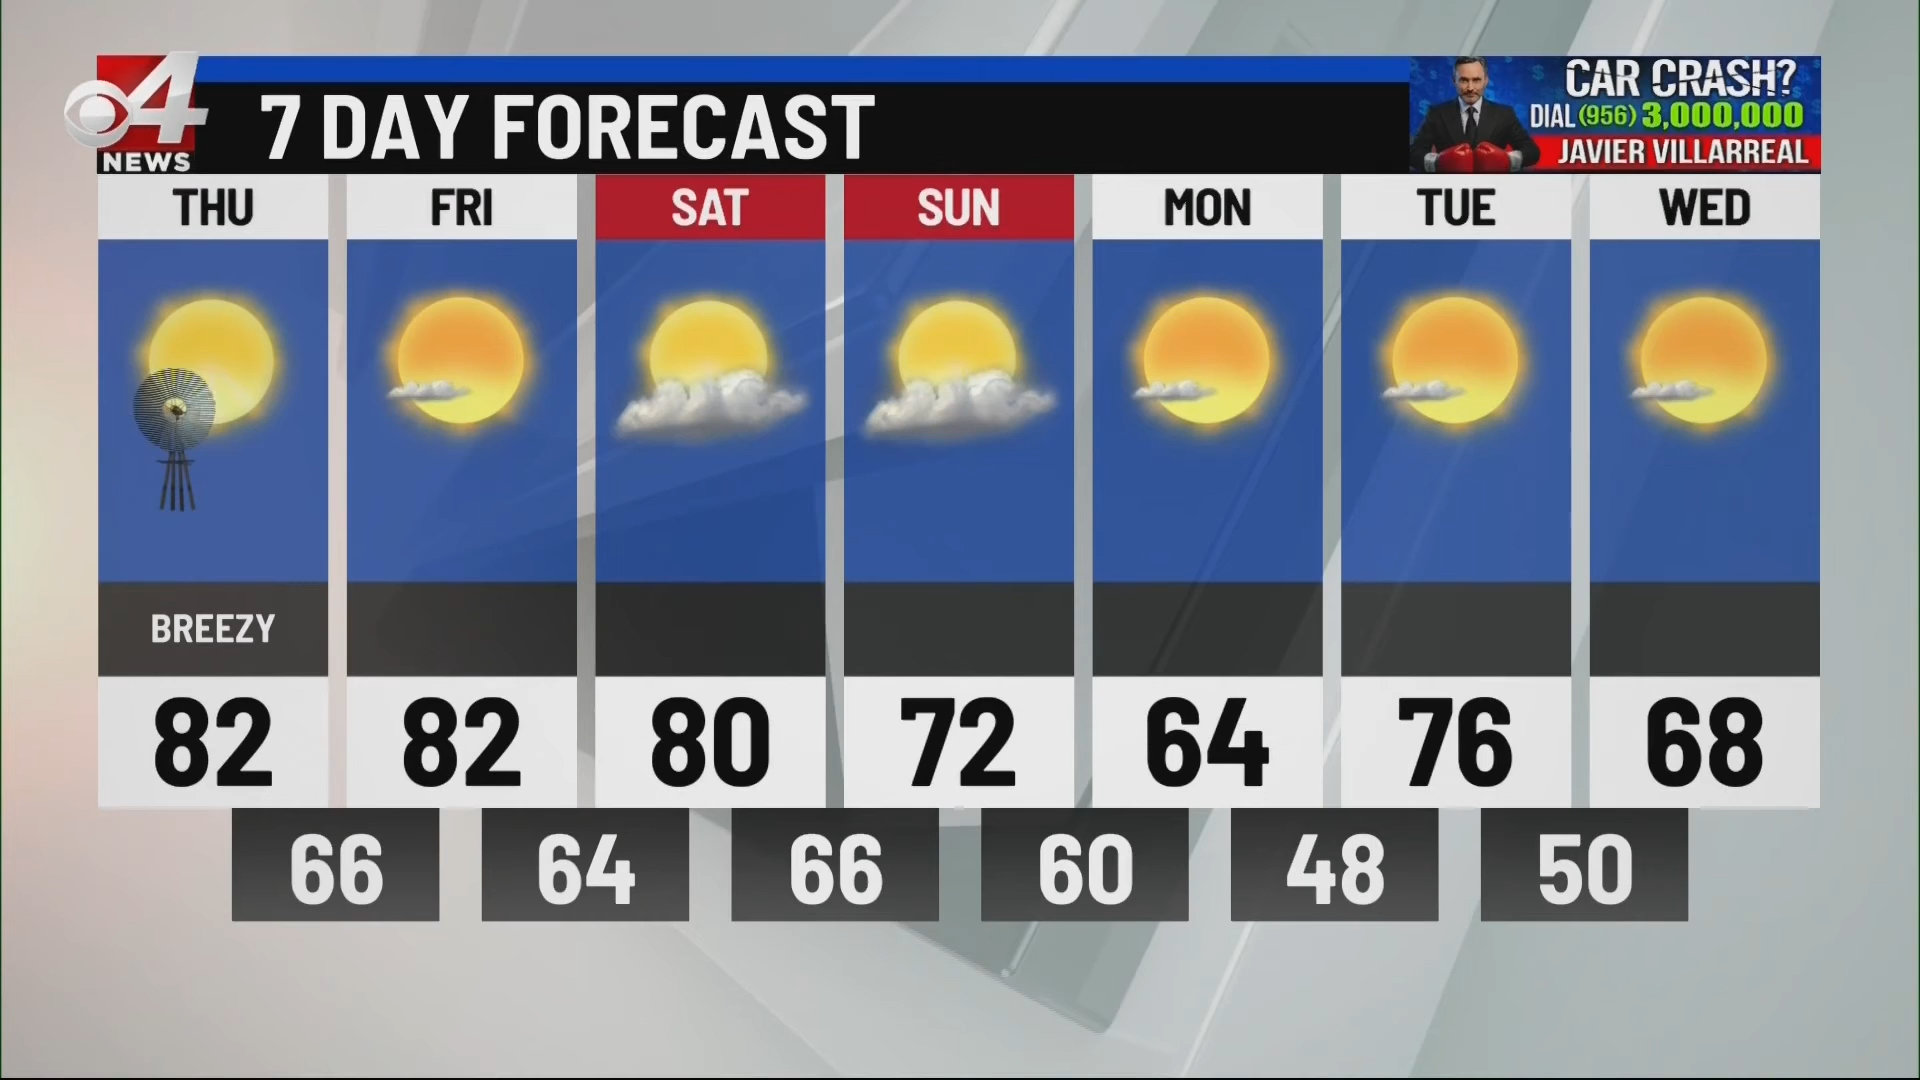 4
NEWS
7 DAY FORECAST
CAR CRASH?
DIAL (956) 3,000,000
JAVIER VILLARREAL
THU FRI SAT SUN MON TUE WED
BREEZY
82 82 80 72 64 76 68
66 64 66 60 48 50